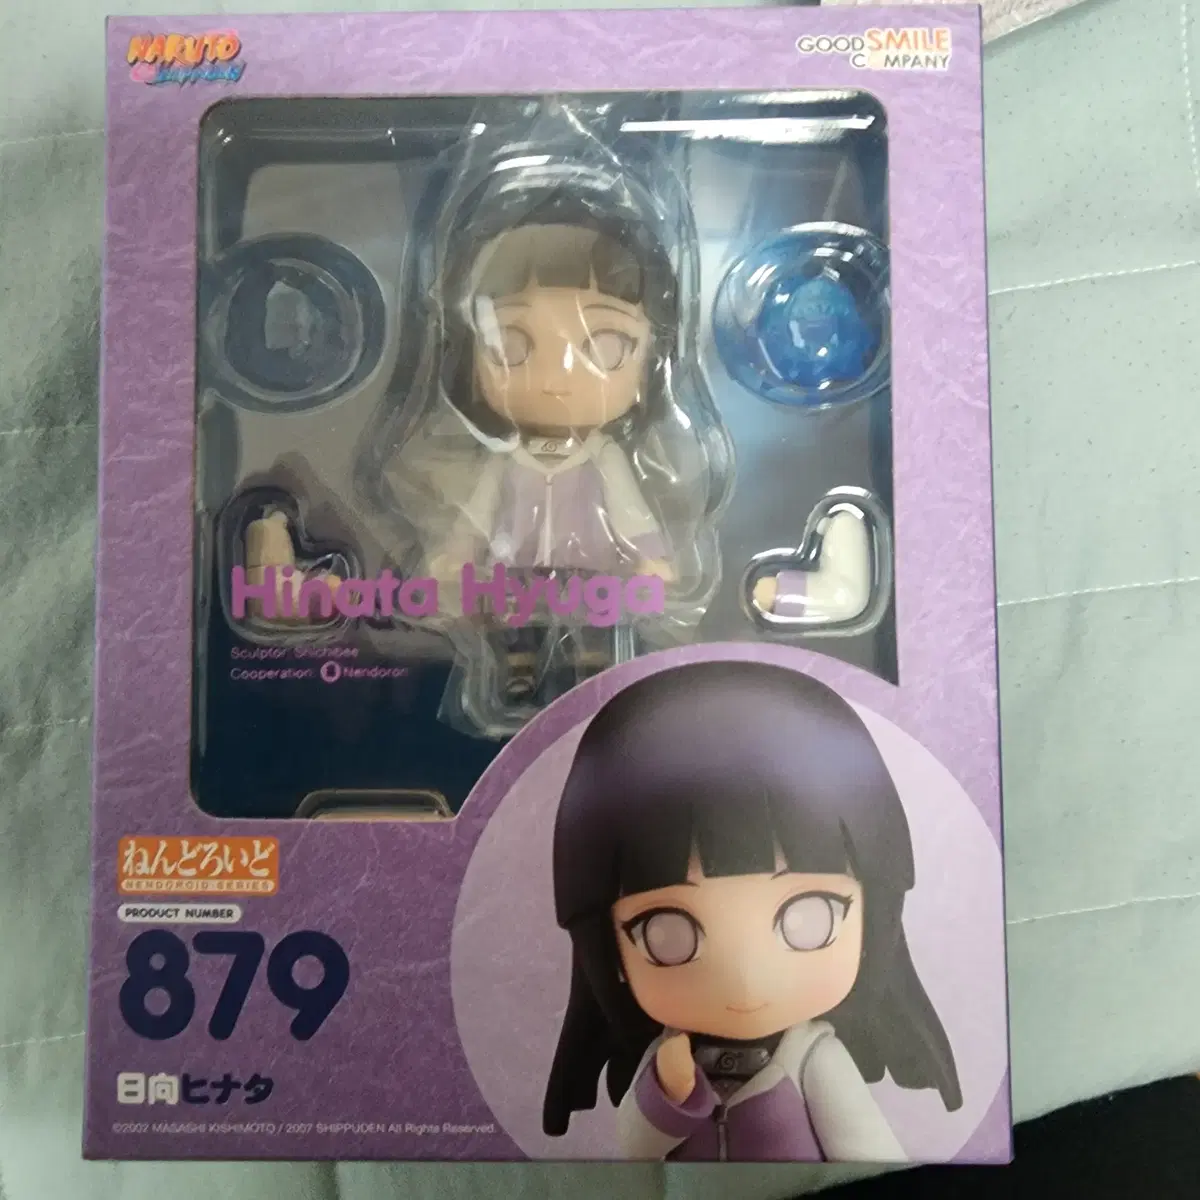 NARUTO
SHIPPUDEN
GOOD SMILE
COMPANY
Hinata Hyuga
Sculptor: Shichibee
Cooperation: Nendoron
ねんどろいど
NENDOROID SERIES
PRODUCT NUMBER
879
日向ヒナタ
©2002 MASASHI KISHIMOTO / 2007 SHIPPUDEN All Rights Reserved.